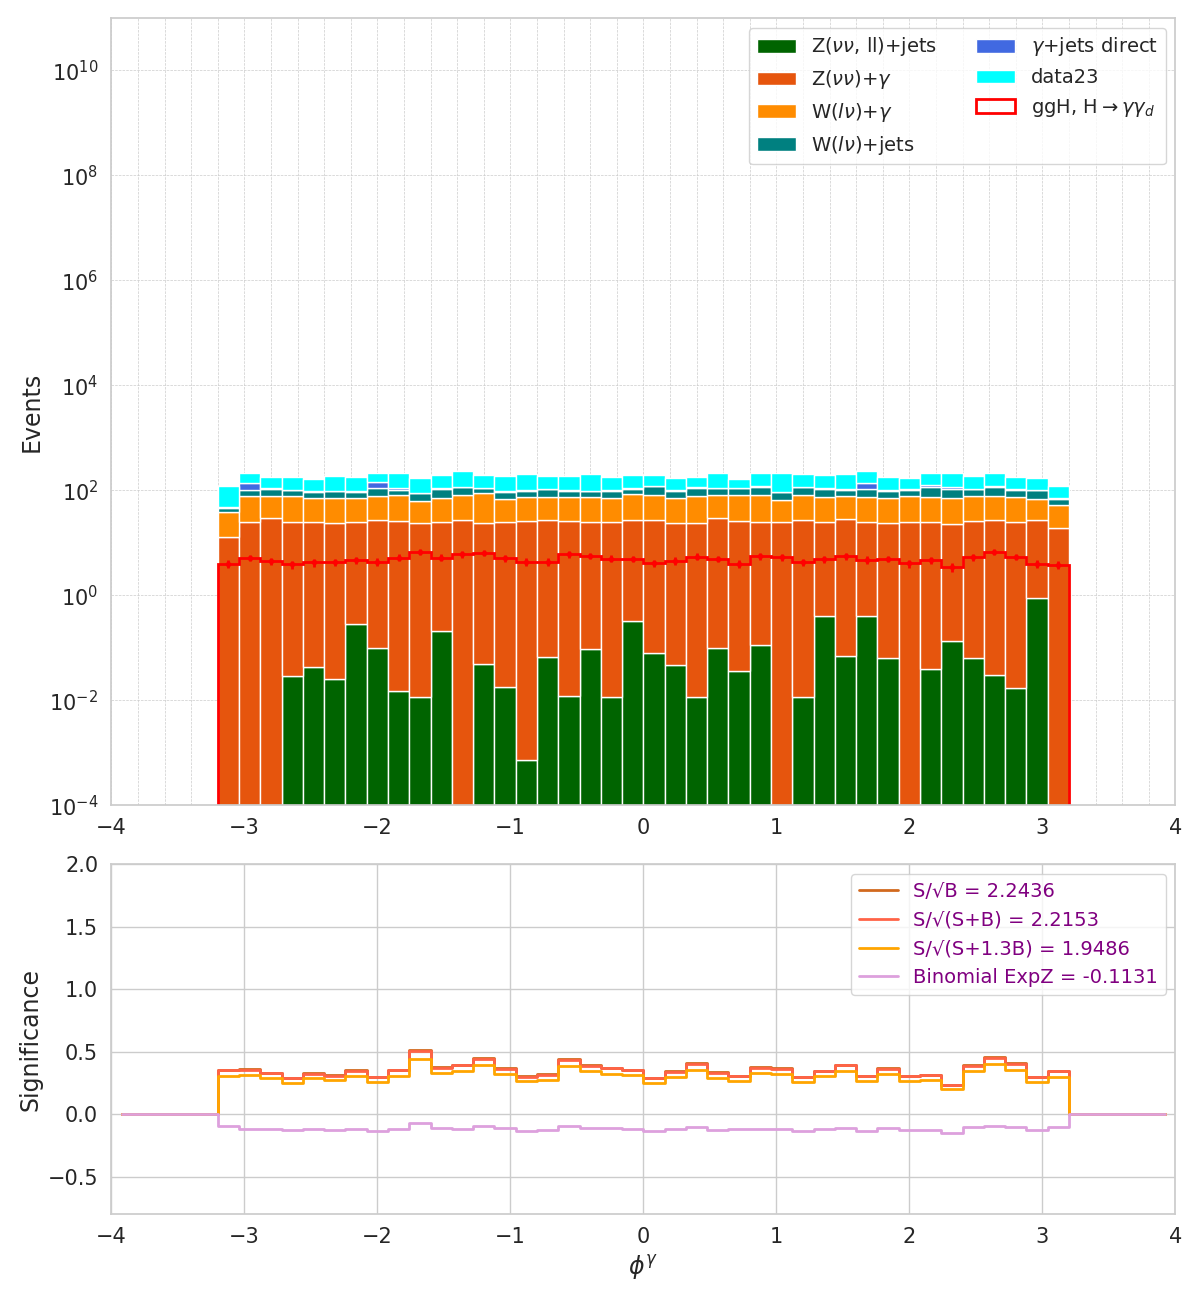 Z(νν, ll)+jets
Z(νν)+γ
W(lν)+γ
W(lν)+jets
γ+jets direct
data23
ggH, H→γγ_d
Events
10^10
10^8
10^6
10^4
10^2
10^0
10^−2
10^−4
−4 −3 −2 −1 0 1 2 3 4
S/√B = 2.2436
S/√(S+B) = 2.2153
S/√(S+1.3B) = 1.9486
Binomial ExpZ = -0.1131
Significance
2.0
1.5
1.0
0.5
0.0
−0.5
−4 −3 −2 −1 0 1 2 3 4
ϕ^γ